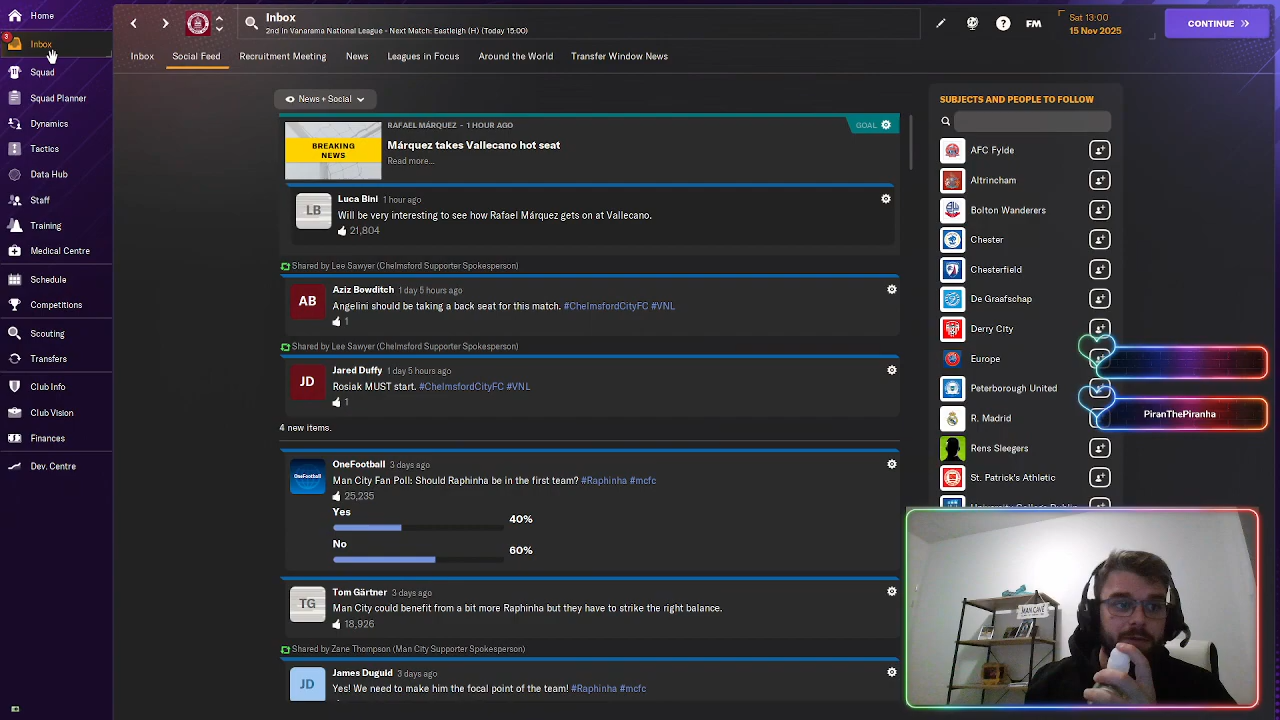 Home
3
Inbox
Squad
Squad Planner
Dynamics
Tactics
Data Hub
Staff
Training
Medical Centre
Schedule
Competitions
Scouting
Transfers
Club Info
Club Vision
Finances
Dev. Centre
Inbox
2nd in Vanarama National League - Next Match: Eastleigh (H) (Today 15:00)
FM
Sat 13:00
15 Nov 2025
CONTINUE
Inbox
Social Feed
Recruitment Meeting
News
Leagues in Focus
Around the World
Transfer Window News
News + Social
BREAKING
NEWS
RAFAEL MÁRQUEZ - 1 HOUR AGO
GOAL
Márquez takes Vallecano hot seat
Read more...
LB
Luca Bini 1 hour ago
Will be very interesting to see how Rafael Márquez goes on at Vallecano.
21,804
Shared by Lee Sawyer (Chelmsford Supporter Spokesperson)
AB
Aziz Bowditch 1 day 5 hours ago
Angelini should be taking a back seat for this match. #ChelmsfordCityFC #VNL
1
Shared by Lee Sawyer (Chelmsford Supporter Spokesperson)
JD
Jared Duffy 1 day 5 hours ago
Rosiak MUST start. #ChelmsfordCityFC #VNL
1
4 new items.
OneFootball
OneFootball 3 days ago
Man City Fan Poll: Should Raphinha be in the first team? #Raphinha #mcfc
25,235
Yes
40%
No
60%
TG
Tom Gärtner 3 days ago
Man City could benefit from a bit more Raphinha but they have to strike the right balance.
18,926
Shared by Zane Thompson (Man City Supporter Spokesperson)
JD
James Duguid 3 days ago
Yes! We need to make him the focal point of the team! #Raphinha #mcfc
SUBJECTS AND PEOPLE TO FOLLOW
AFC Fylde
Altrincham
Bolton Wanderers
Chester
Chesterfield
De Graafschap
Derry City
Europe
Peterborough United
R. Madrid
Rens Sleegers
St. Patrick's Athletic
University College Dublin
PiranThePiranha
MAN CAVE